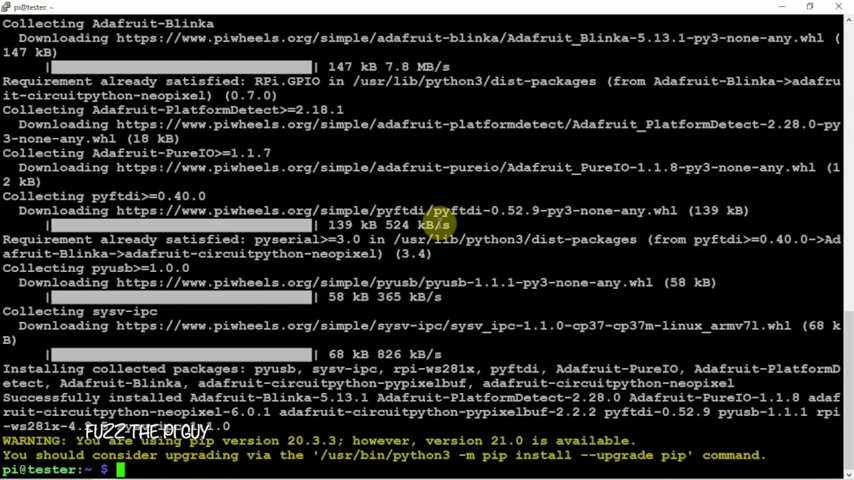 pi@tester: ~
Collecting Adafruit-Blinka
Downloading https://www.piwheels.org/simple/adafruit-blinka/Adafruit_Blinka-5.13.1-py3-none-any.whl (
147 kB)
|████████████████████████████████| 147 kB 7.8 MB/s
Requirement already satisfied: RPi.GPIO in /usr/lib/python3/dist-packages (from Adafruit-Blinka->adafru
it-circuitpython-neopixel) (0.7.0)
Collecting Adafruit-PlatformDetect>=2.18.1
Downloading https://www.piwheels.org/simple/adafruit-platformdetect/Adafruit_PlatformDetect-2.28.0-py
3-none-any.whl (18 kB)
Collecting Adafruit-PureIO>=1.1.7
Downloading https://www.piwheels.org/simple/adafruit-pureio/Adafruit_PureIO-1.1.8-py3-none-any.whl (1
2 kB)
Collecting pyftdi>=0.40.0
Downloading https://www.piwheels.org/simple/pyftdi/pyftdi-0.52.9-py3-none-any.whl (139 kB)
|████████████████████████████████| 139 kB 524 kB/s
Requirement already satisfied: pyserial>=3.0 in /usr/lib/python3/dist-packages (from pyftdi>=0.40.0->Ad
afruit-Blinka->adafruit-circuitpython-neopixel) (3.4)
Collecting pyusb>=1.0.0
Downloading https://www.piwheels.org/simple/pyusb/pyusb-1.1.1-py3-none-any.whl (58 kB)
|████████████████████████████████| 58 kB 365 kB/s
Collecting sysv-ipc
Downloading https://www.piwheels.org/simple/sysv-ipc/sysv_ipc-1.1.0-cp37-cp37m-linux_armv7l.whl (68 k
B)
|████████████████████████████████| 68 kB 826 kB/s
Installing collected packages: pyusb, sysv-ipc, rpi-ws281x, pyftdi, Adafruit-PureIO, Adafruit-PlatformD
etect, Adafruit-Blinka, adafruit-circuitpython-pypixelbuf, adafruit-circuitpython-neopixel
Successfully installed Adafruit-Blinka-5.13.1 Adafruit-PlatformDetect-2.28.0 Adafruit-PureIO-1.1.8 adaf
ruit-circuitpython-neopixel-6.0.1 adafruit-circuitpython-pypixelbuf-2.2.2 pyftdi-0.52.9 pyusb-1.1.1 rpi
FUZZ THE PI GUY
WARNING: You are using pip version 20.3.3; however, version 21.0 is available.
You should consider upgrading via the '/usr/bin/python3 -m pip install --upgrade pip' command.
pi@tester:~ $